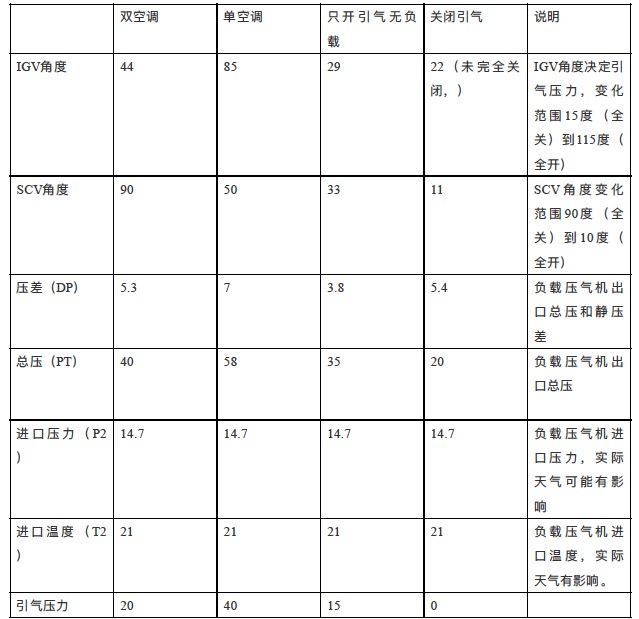 双空调 单空调 只开引气无负 关闭引气 说明
载
IGV角度 44 85 29 22（未完全关 IGV角度决定引
闭，） 气压力，变化
范围15度（全
关）到115度（
全开）
SCV角度 90 50 33 11 SCV角度变化
范围90度（全
关）到10度（
全开）
压差（DP） 5.3 7 3.8 5.4 负载压气机出
口总压和静压
差
总压（PT） 40 58 35 20 负载压气机出
口总压
进口压力（P2 14.7 14.7 14.7 14.7 负载压气机进
） 口压力，实际
天气可能有影
响
进口温度（T2 21 21 21 21 负载压气机进
） 口温度，实际
天气有影响。
引气压力 20 40 15 0